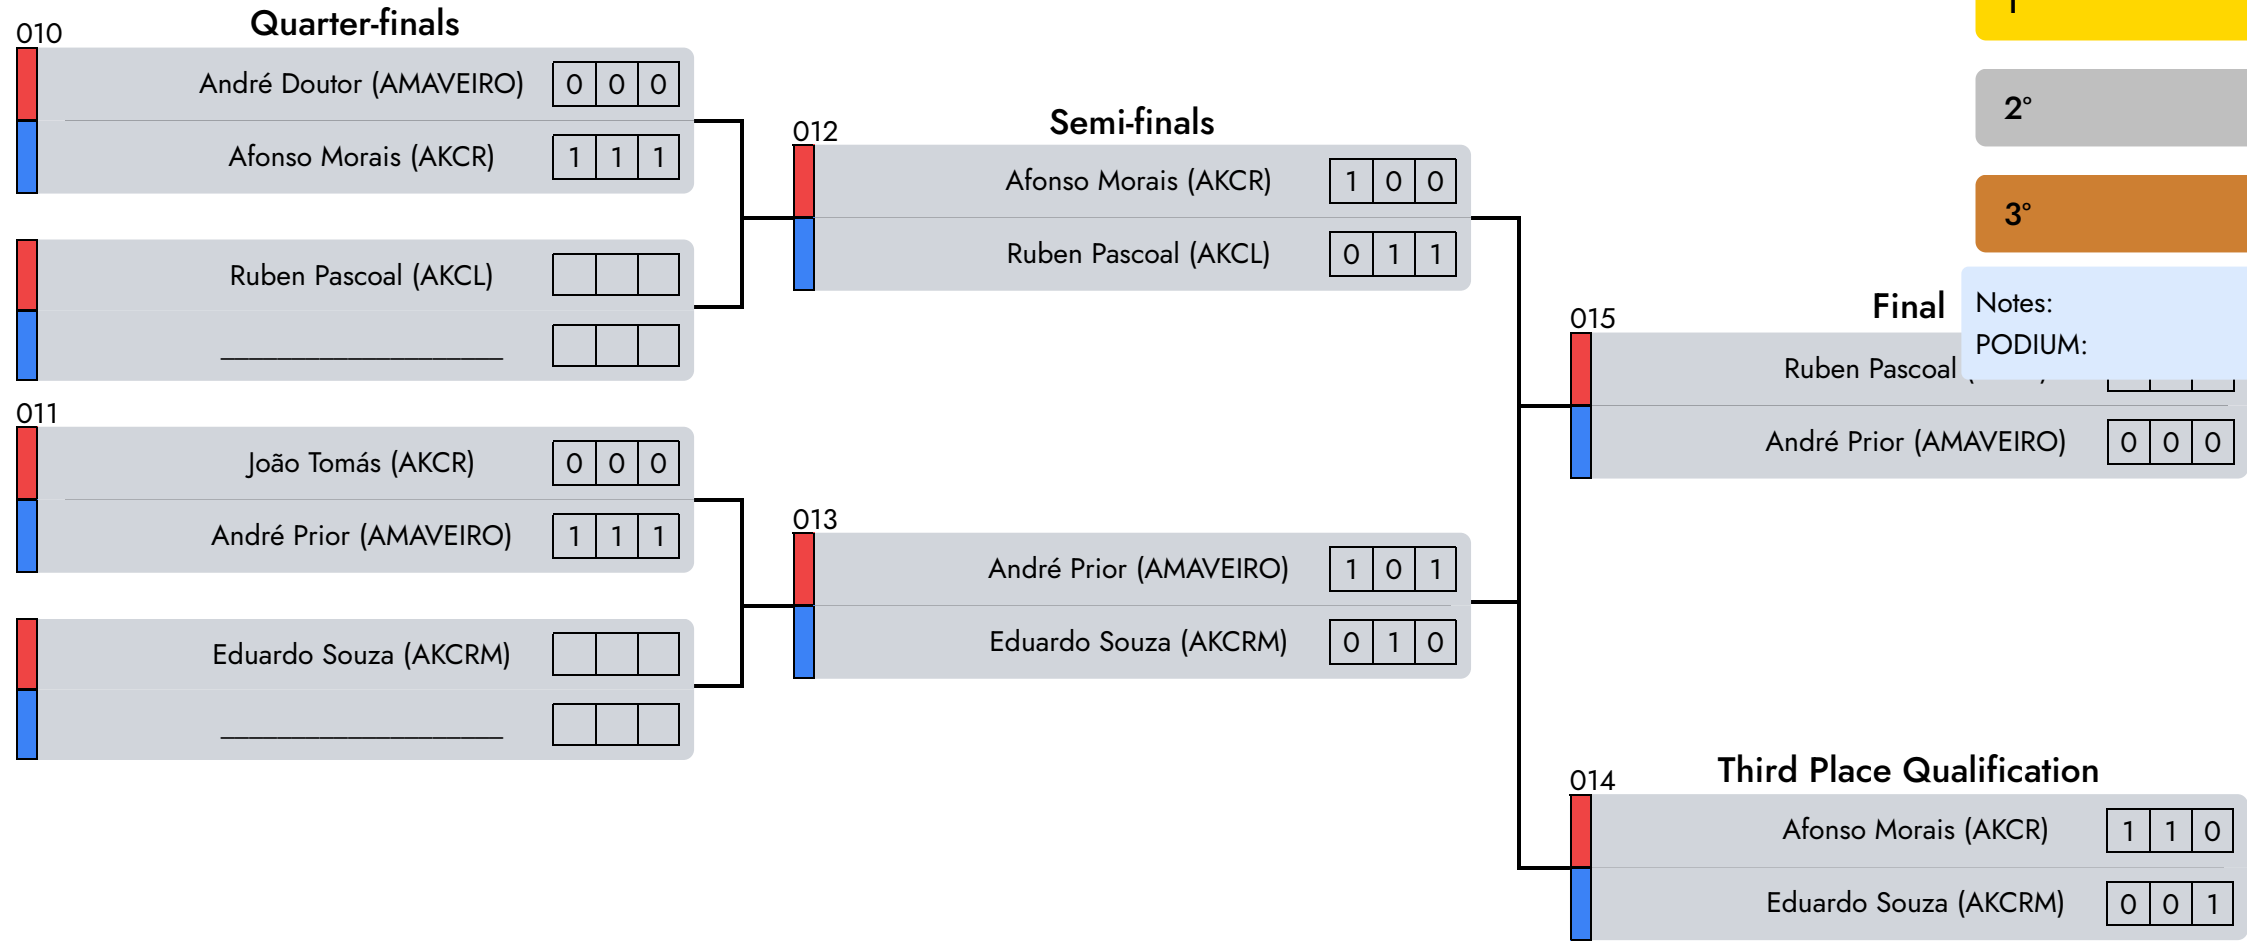 Quarter-finals
010
André Doutor (AMAVEIRO) 0 0 0
Afonso Morais (AKCR) 1 1 1
Ruben Pascoal (AKCL)
____________________
011
João Tomás (AKCR) 0 0 0
André Prior (AMAVEIRO) 1 1 1
Eduardo Souza (AKCRM)
____________________
Semi-finals
012
Afonso Morais (AKCR) 1 0 0
Ruben Pascoal (AKCL) 0 1 1
013
André Prior (AMAVEIRO) 1 0 1
Eduardo Souza (AKCRM) 0 1 0
2°
3°
Notes:
PODIUM:
Final
015
Ruben Pascoal
André Prior (AMAVEIRO) 0 0 0
Third Place Qualification
014
Afonso Morais (AKCR) 1 1 0
Eduardo Souza (AKCRM) 0 0 1